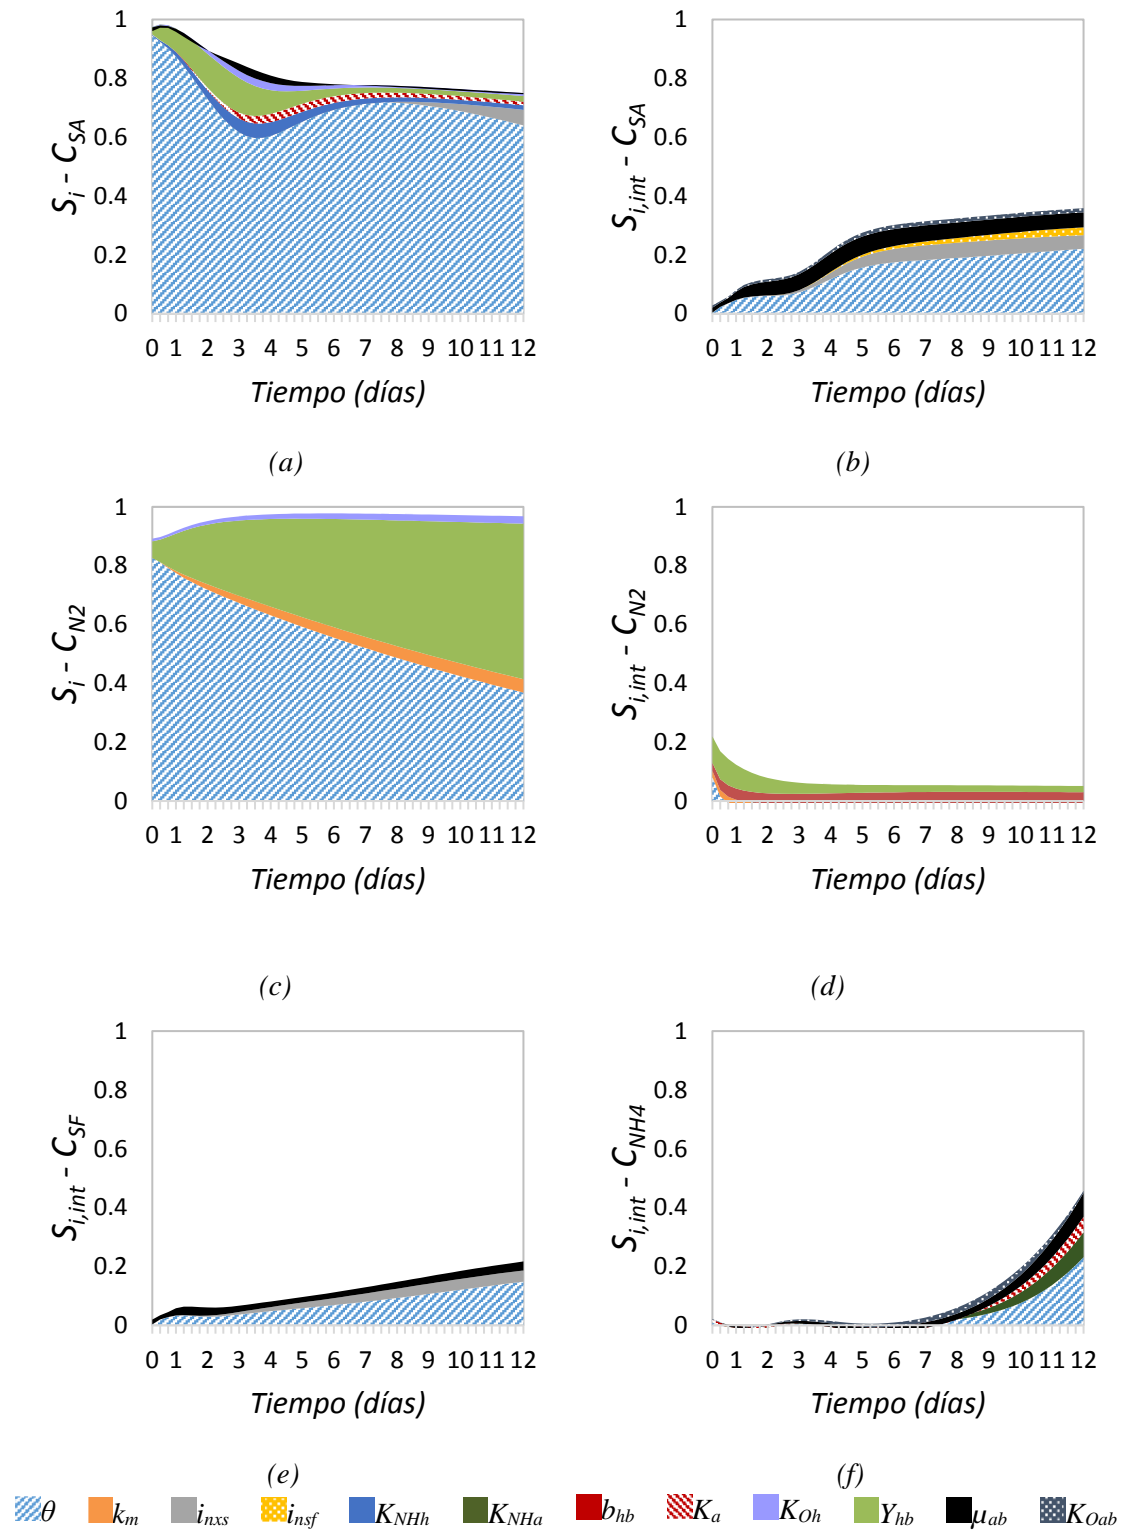 S_i - C_SA
1
0.8
0.6
0.4
0.2
0
0 1 2 3 4 5 6 7 8 9 10 11 12
Tiempo (días)
(a)
S_i,int - C_SA
1
0.8
0.6
0.4
0.2
0
0 1 2 3 4 5 6 7 8 9 10 11 12
Tiempo (días)
(b)
S_i - C_N2
1
0.8
0.6
0.4
0.2
0
0 1 2 3 4 5 6 7 8 9 10 11 12
Tiempo (días)
(c)
S_i,int - C_N2
1
0.8
0.6
0.4
0.2
0
0 1 2 3 4 5 6 7 8 9 10 11 12
Tiempo (días)
(d)
S_i,int - C_SF
1
0.8
0.6
0.4
0.2
0
0 1 2 3 4 5 6 7 8 9 10 11 12
Tiempo (días)
(e)
S_i,int - C_NH4
1
0.8
0.6
0.4
0.2
0
0 1 2 3 4 5 6 7 8 9 10 11 12
Tiempo (días)
(f)
θ k_m i_nxs i_nsf K_NHh K_NHa b_hb K_a K_Oh Y_hb μ_ab K_Oab